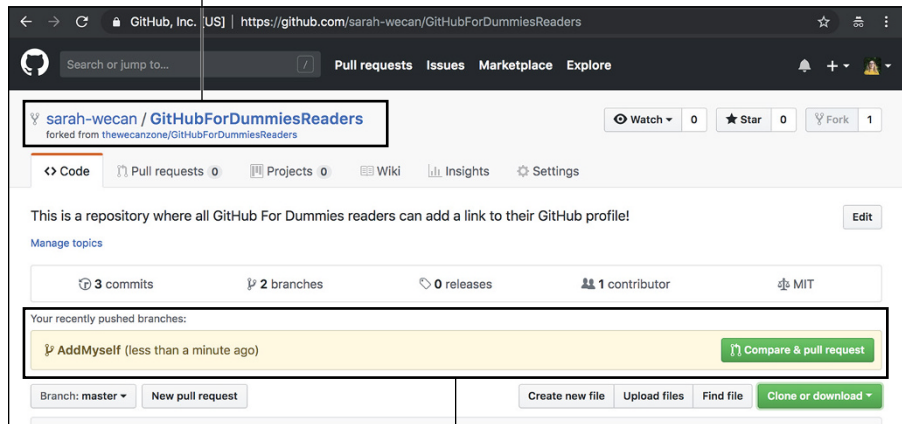 GitHub, Inc. [US] | https://github.com/sarah-wecan/GitHubForDummiesReaders
Search or jump to... / Pull requests Issues Marketplace Explore
sarah-wecan / GitHubForDummiesReaders Watch 0 Star 0 Fork 1
forked from thewecanzone/GitHubForDummiesReaders
<> Code Pull requests 0 Projects 0 Wiki Insights Settings
This is a repository where all GitHub For Dummies readers can add a link to their GitHub profile! Edit
Manage topics
3 commits 2 branches 0 releases 1 contributor MIT
Your recently pushed branches:
AddMyself (less than a minute ago) Compare & pull request
Branch: master New pull request Create new file Upload files Find file Clone or download